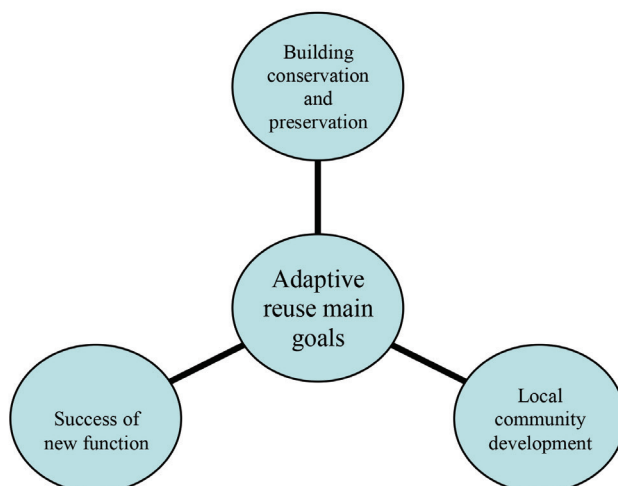 Building
conservation
and
preservation
Adaptive
reuse main
goals
Success of
new function
Local
community
development